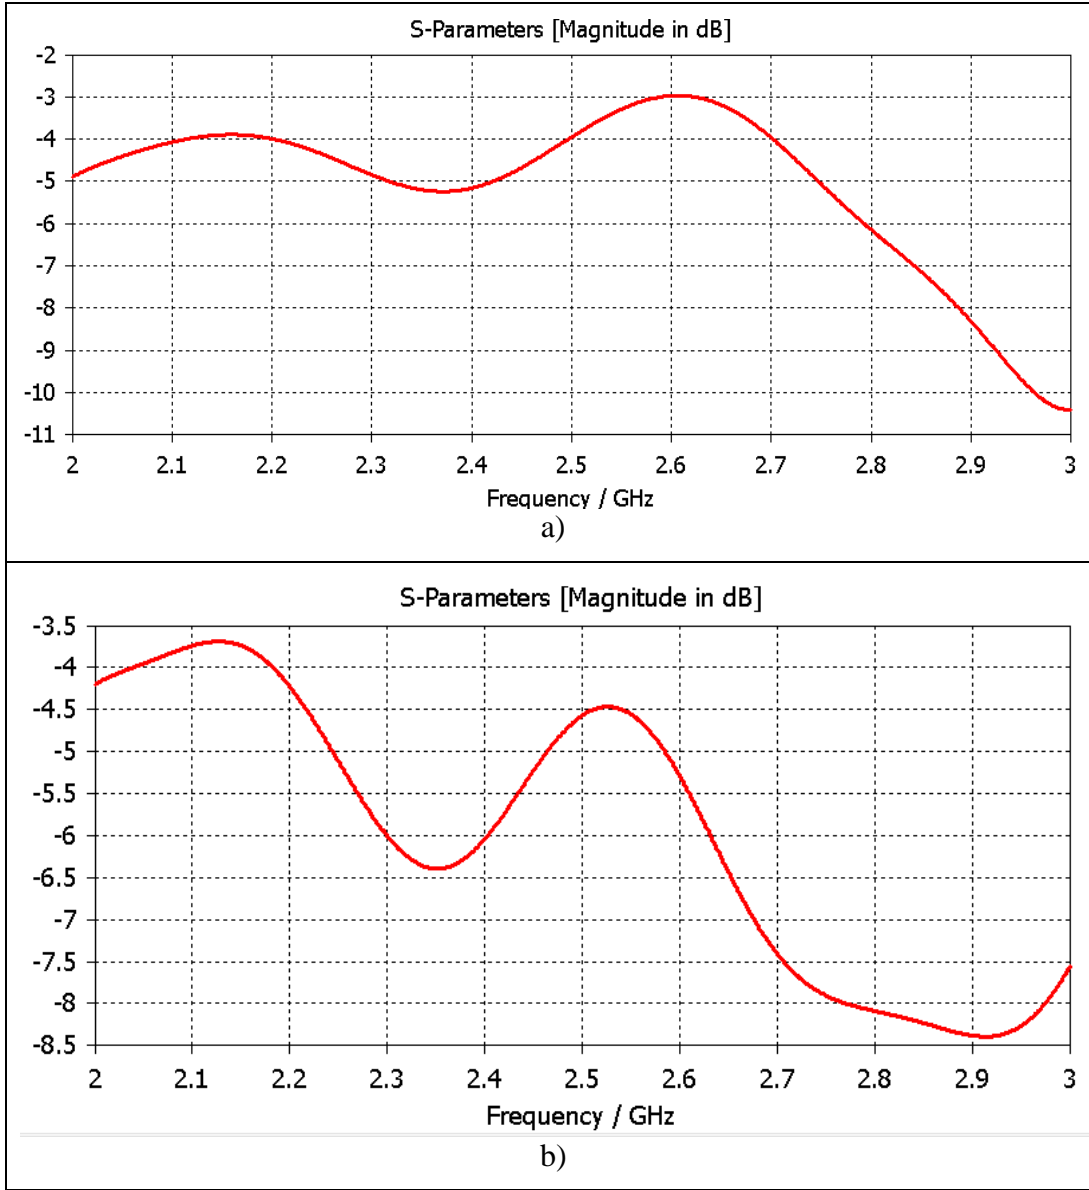 S-Parameters [Magnitude in dB]
-2
-3
-4
-5
-6
-7
-8
-9
-10
-11
2 2.1 2.2 2.3 2.4 2.5 2.6 2.7 2.8 2.9 3
Frequency / GHz
a)
S-Parameters [Magnitude in dB]
-3.5
-4
-4.5
-5
-5.5
-6
-6.5
-7
-7.5
-8
-8.5
2 2.1 2.2 2.3 2.4 2.5 2.6 2.7 2.8 2.9 3
Frequency / GHz
b)